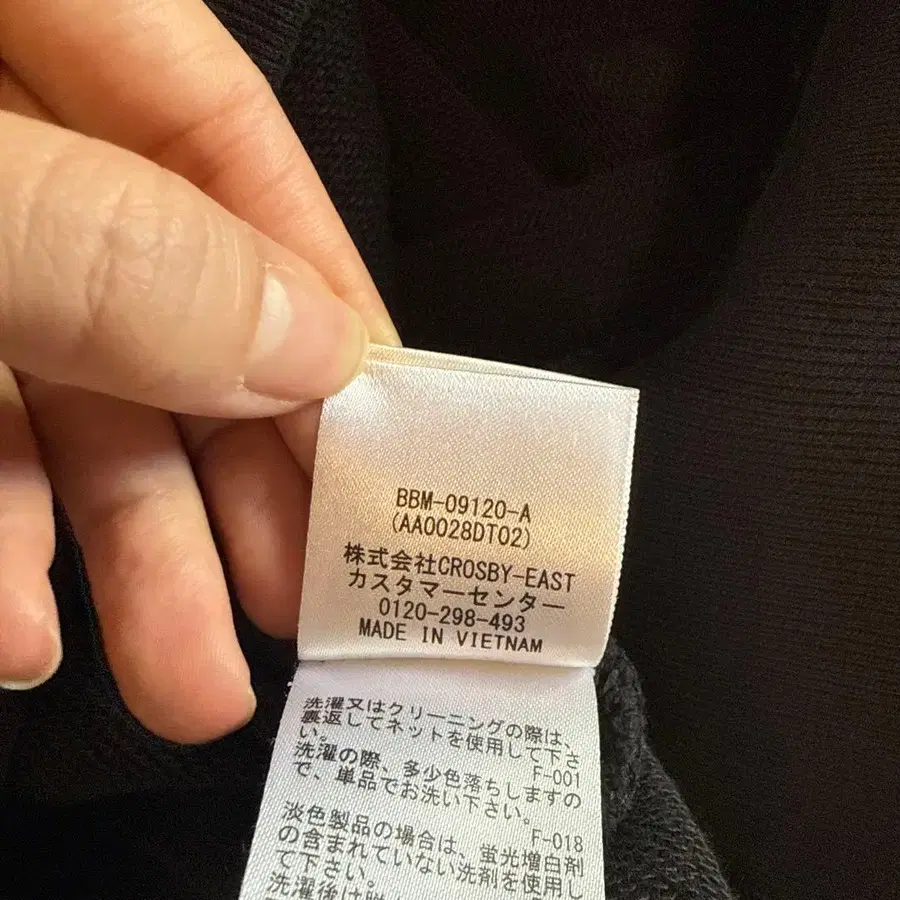 BBM-09120-A
(AA0028DT02)
株式会社CROSBY-EAST
カスタマーセンター
0120-298-493
MADE IN VIETNAM
洗濯又はクリーニングの際は、
裏返してネットを使用して下さ
い。
F-001
洗濯の際、多少色落ちしますの
で、単品でお洗い下さい。
F-018
淡色製品の場合は、蛍光増白剤
の含まれていない洗剤を使用し
て下さい。
洗濯後は